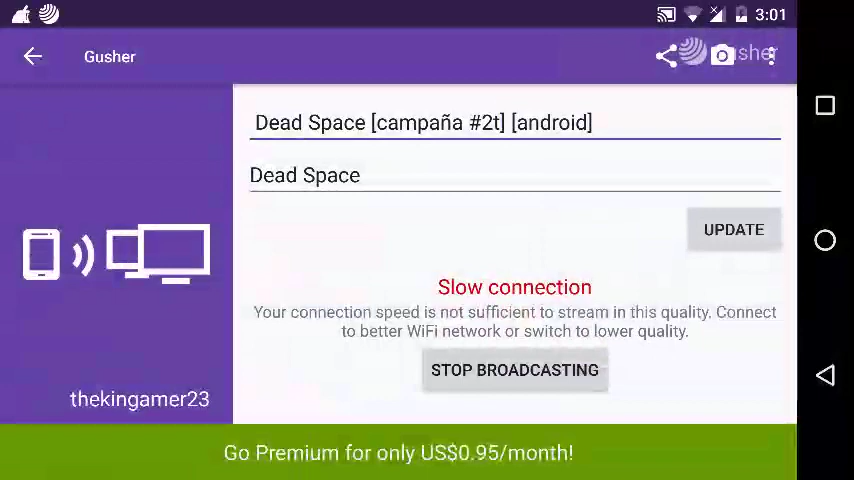 3:01
Gusher
usher
Dead Space [campaña #2t] [android]
Dead Space
UPDATE
Slow connection
Your connection speed is not sufficient to stream in this quality. Connect
to better WiFi network or switch to lower quality.
STOP BROADCASTING
thekingamer23
Go Premium for only US$0.95/month!